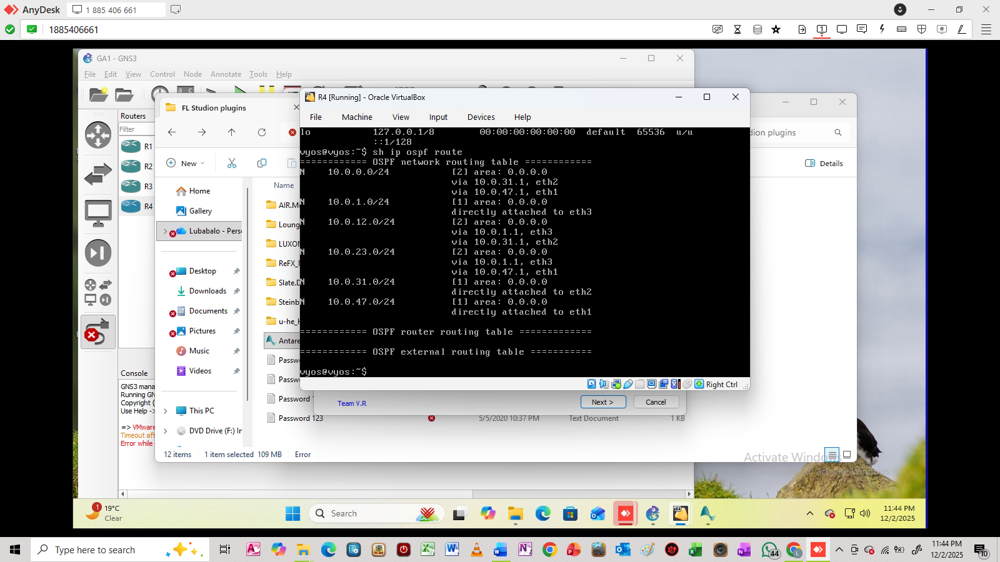 AnyDesk
1 885 406 661
1885406661
GA1 - GNS3
File Edit View Control Node Annotate Tools Help
Routers
Filter
R1
R2
R3
R4
Console
GNS3 mana
Running GN
Copyright (
Use Help ->
=> VMware
Timeout aft
Error while
FL Studion plugins
dion plugins
New
Details
Home
Gallery
Lubabalo - Perso
Desktop
Downloads
Documents
Pictures
Music
Videos
This PC
DVD Drive (F:) In
Name
AIR.Mu
Loung
LUXON
ReFX_
Slate.D
Steinb
u-he_
Antare
Passw
Passw
Password
Password 123
5/5/2020 10:37 PM
Text Document
1 KB
12 items
1 item selected 109 MB
Error
Team V.R
Next >
Cancel
R4 [Running] - Oracle VirtualBox
File Machine View Input Devices Help
lo 127.0.0.1/8 00:00:00:00:00:00 default 65536 u/u
::1/128
vyos@vyos:~$ sh ip ospf route
============ OSPF network routing table ============
N 10.0.0.0/24 [2] area: 0.0.0.0
via 10.0.31.1, eth2
via 10.0.47.1, eth1
N 10.0.1.0/24 [1] area: 0.0.0.0
directly attached to eth3
N 10.0.12.0/24 [2] area: 0.0.0.0
via 10.0.1.1, eth3
via 10.0.31.1, eth2
N 10.0.23.0/24 [2] area: 0.0.0.0
via 10.0.1.1, eth3
via 10.0.47.1, eth1
N 10.0.31.0/24 [1] area: 0.0.0.0
directly attached to eth2
N 10.0.47.0/24 [1] area: 0.0.0.0
directly attached to eth1
============ OSPF router routing table =============
============ OSPF external routing table ===========
vyos@vyos:~$
Right Ctrl
Activate Windows
1
19°C
Clear
Search
11:44 PM
12/2/2025
Type here to search
44
11:44 PM
12/2/2025
10